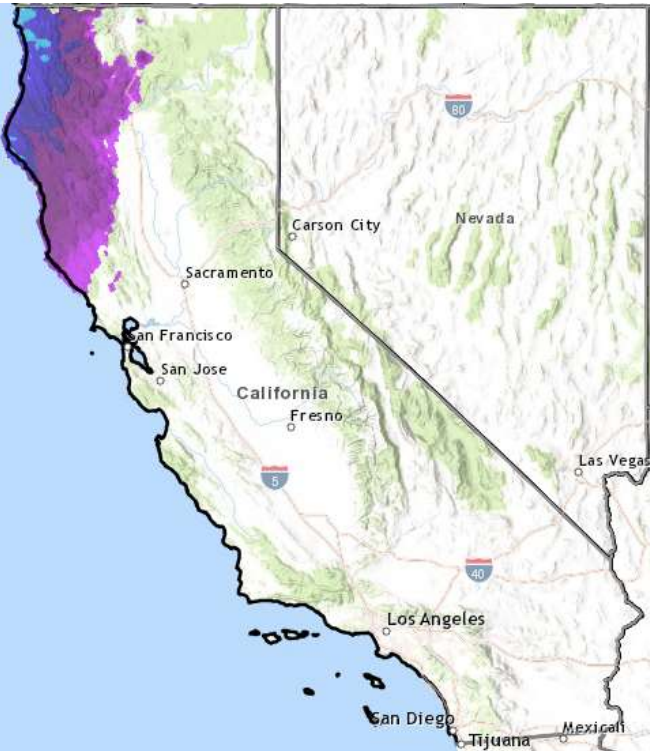 80
Carson City
Nevada
Sacramento
San Francisco
San Jose
California
Fresno
Las Vegas
5
40
Los Angeles
San Diego
Tijuana
Mexicali